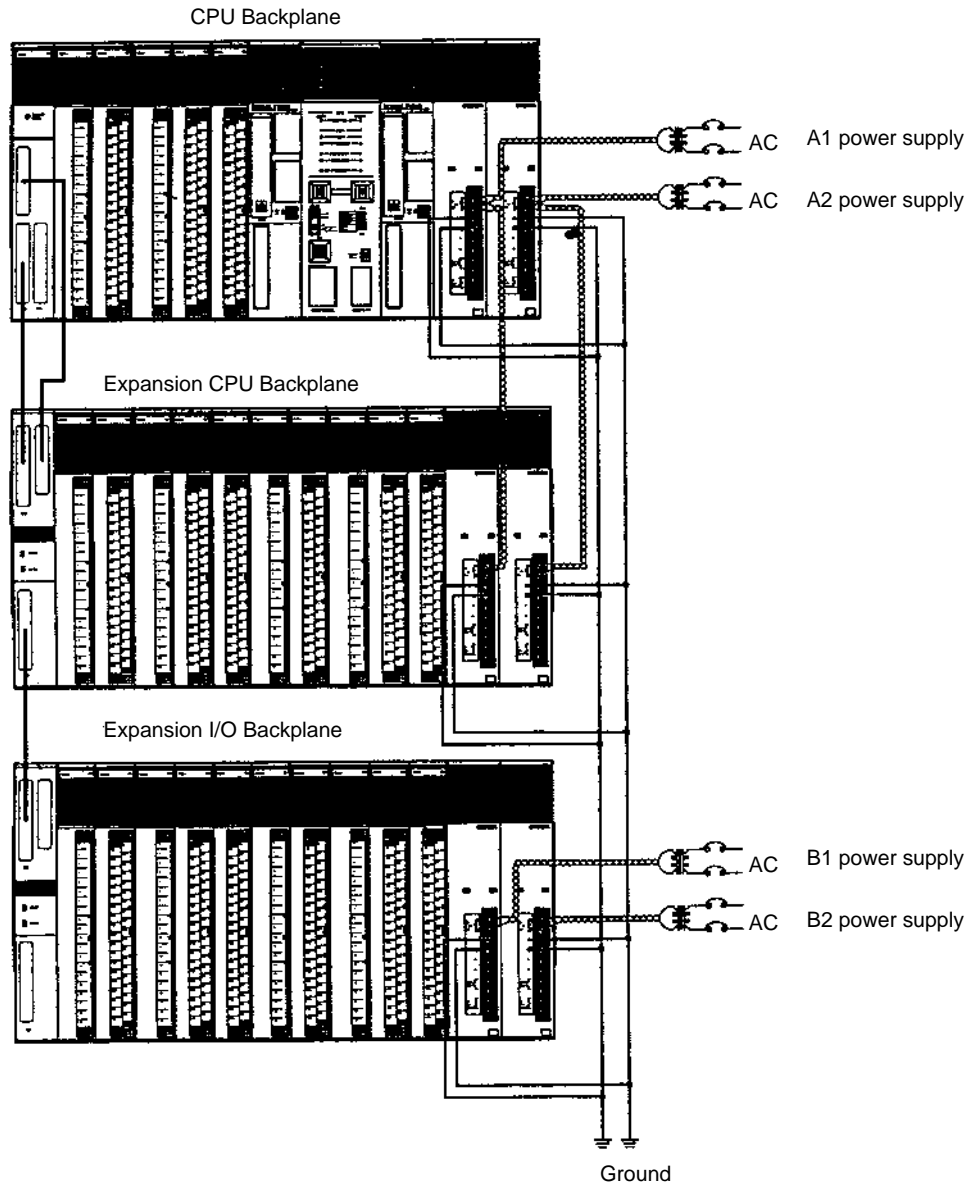 CPU Backplane
AC A1 power supply
AC A2 power supply
Expansion CPU Backplane
Expansion I/O Backplane
AC B1 power supply
AC B2 power supply
Ground